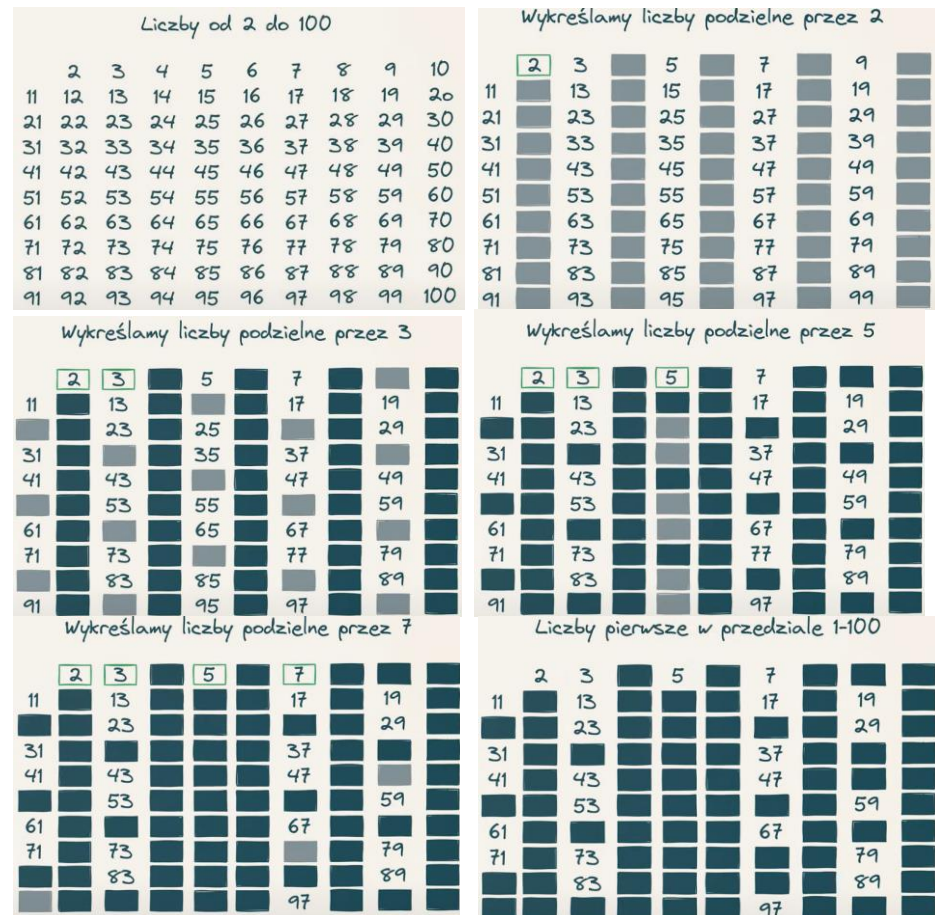 Liczby od 2 do 100
2 3 4 5 6 7 8 9 10
11 12 13 14 15 16 17 18 19 20
21 22 23 24 25 26 27 28 29 30
31 32 33 34 35 36 37 38 39 40
41 42 43 44 45 46 47 48 49 50
51 52 53 54 55 56 57 58 59 60
61 62 63 64 65 66 67 68 69 70
71 72 73 74 75 76 77 78 79 80
81 82 83 84 85 86 87 88 89 90
91 92 93 94 95 96 97 98 99 100
Wykreślamy liczby podzielne przez 2
2 3 5 7 9
11 13 15 17 19
21 23 25 27 29
31 33 35 37 39
41 43 45 47 49
51 53 55 57 59
61 63 65 67 69
71 73 75 77 79
81 83 85 87 89
91 93 95 97 99
Wykreślamy liczby podzielne przez 3
2 3 5 7
11 13 17 19
23 25 29
31 35 37
41 43 47 49
53 55 59
61 65 67
71 73 77 79
83 85 89
91 95 97
Wykreślamy liczby podzielne przez 5
2 3 5 7
11 13 17 19
23 29
31 37
41 43 47 49
53 59
61 67
71 73 77 79
83 89
91 97
Wykreślamy liczby podzielne przez 7
2 3 5 7
11 13 17 19
23 29
31 37
41 43 47
53 59
61 67
71 73 79
83 89
97
Liczby pierwsze w przedziale 1-100
2 3 5 7
11 13 17 19
23 29
31 37
41 43 47
53 59
61 67
71 73 79
83 89
97